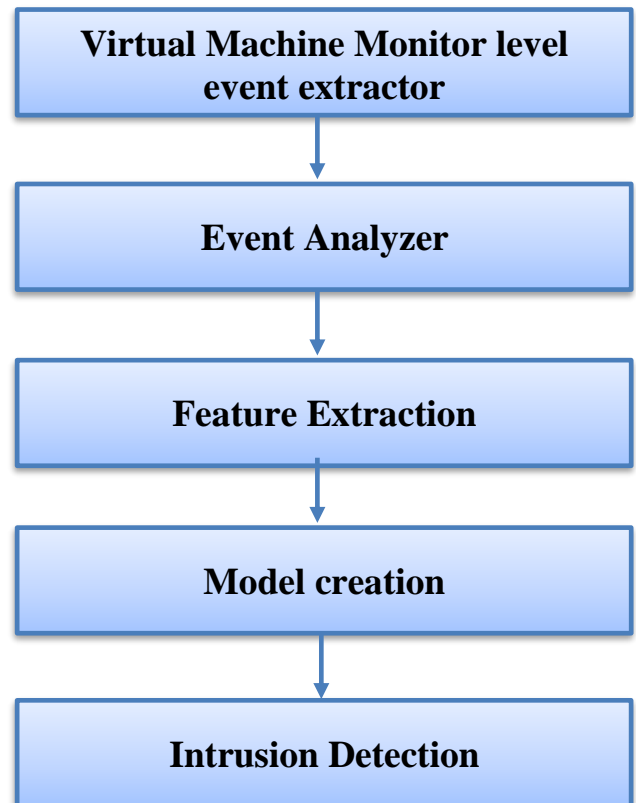 Virtual Machine Monitor level
event extractor
Event Analyzer
Feature Extraction
Model creation
Intrusion Detection